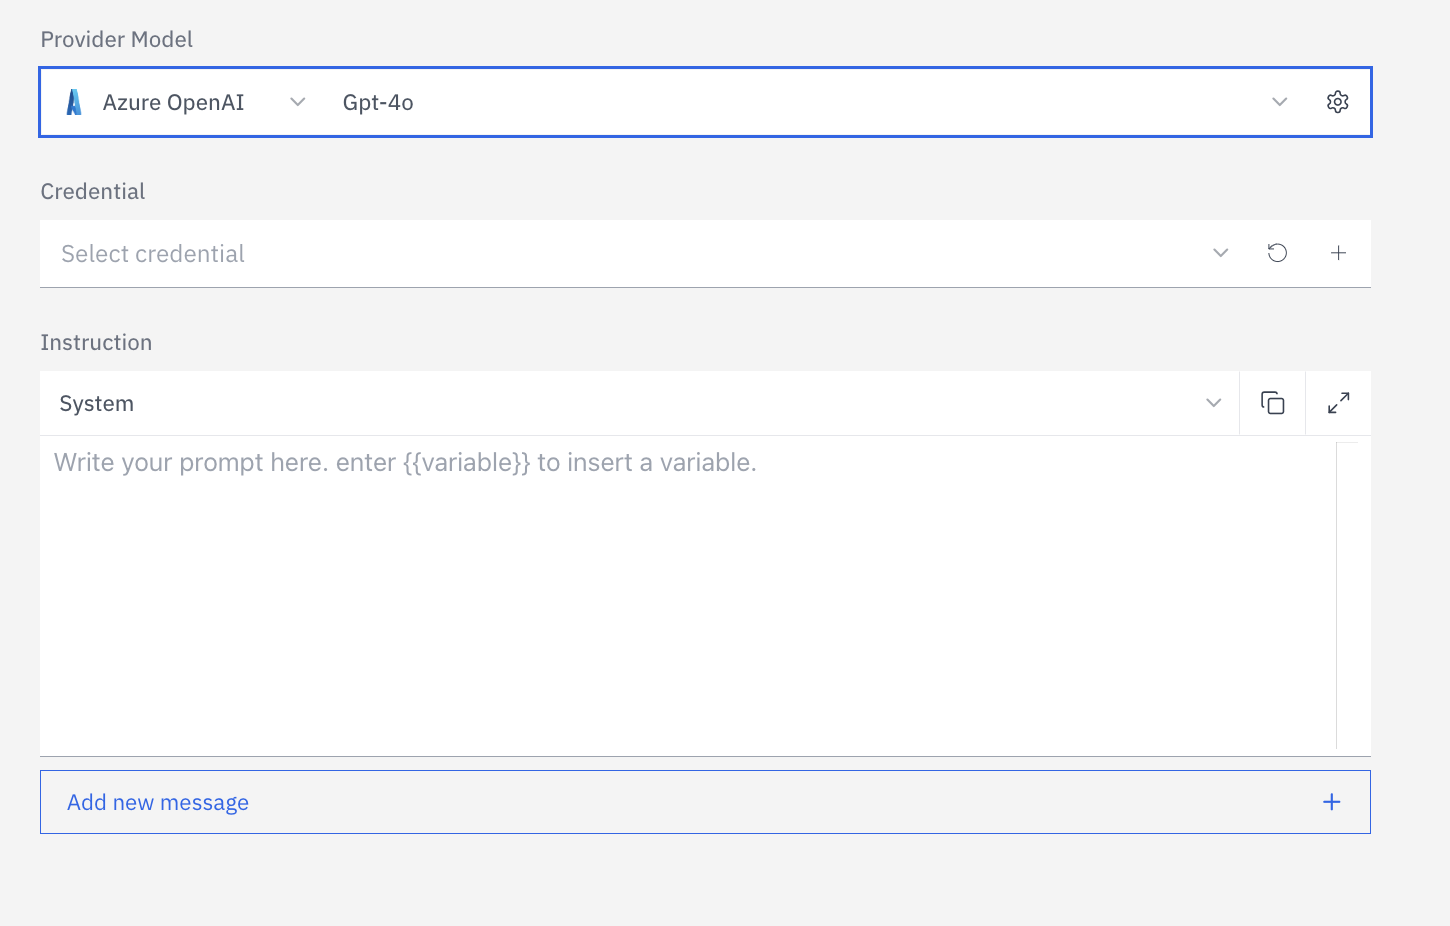 Provider Model
Azure OpenAI Gpt-4o
Credential
Select credential
Instruction
System
Write your prompt here. enter {{variable}} to insert a variable.
Add new message